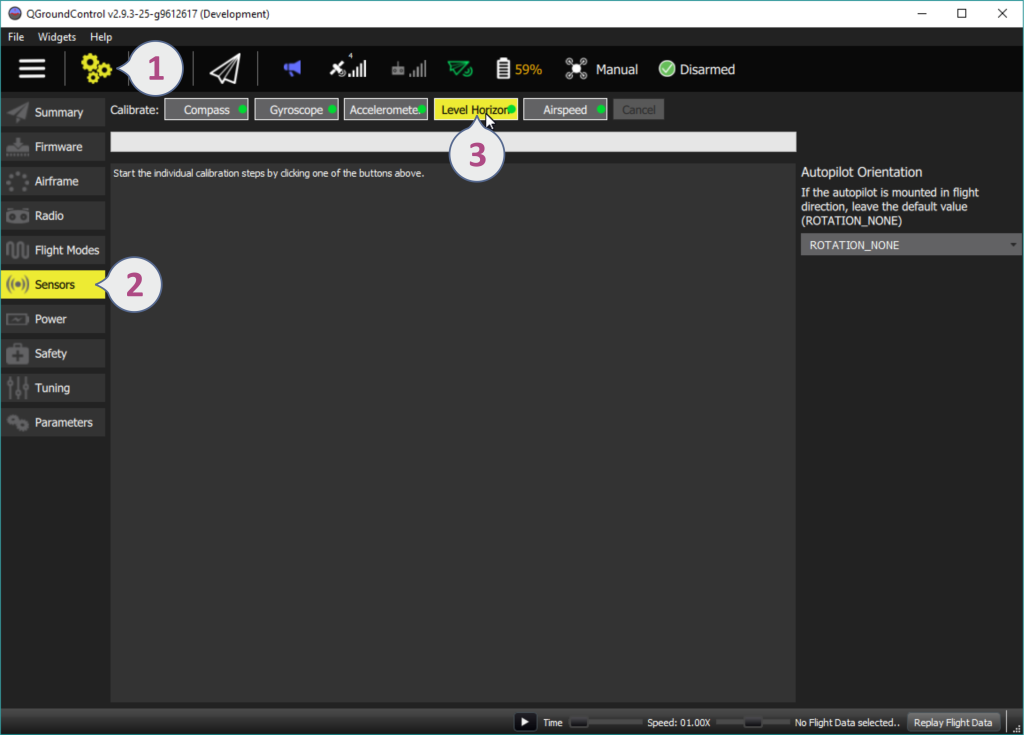 QGroundControl v2.9.3-25-g9612617 (Development)
File Widgets Help
1
4
59%
Manual
Disarmed
Summary
Calibrate:
Compass
Gyroscope
Acceleromete
Level Horizon
Airspeed
Cancel
3
Firmware
Start the individual calibration steps by clicking one of the buttons above.
Autopilot Orientation
If the autopilot is mounted in flight
direction, leave the default value
(ROTATION_NONE)
ROTATION_NONE
Airframe
Radio
Flight Modes
Sensors
2
Power
Safety
Tuning
Parameters
Time
Speed: 01.00X
No Flight Data selected..
Replay Flight Data